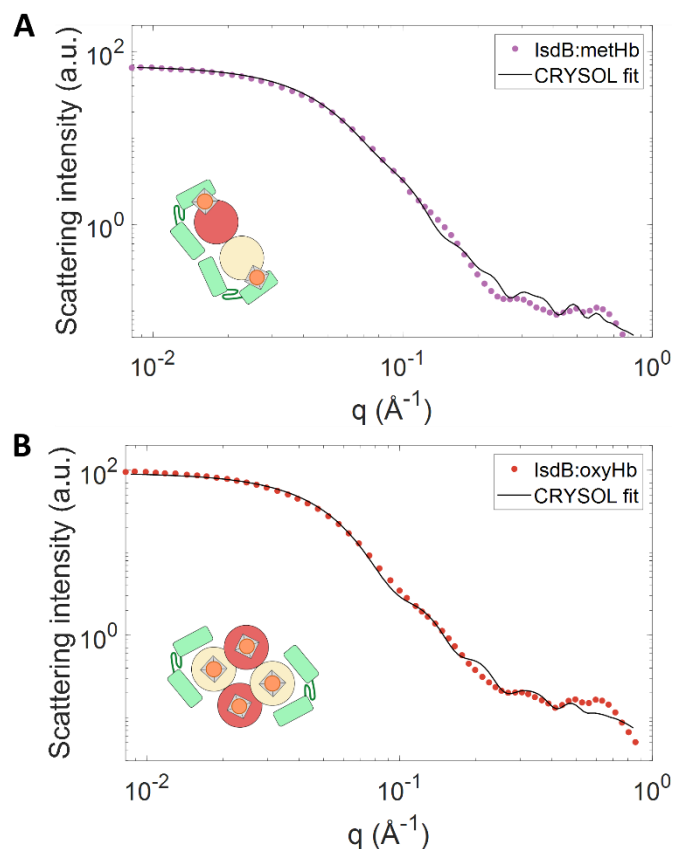 A
Scattering intensity (a.u.)
10²
10⁰
IsdB:metHb
CRYSOL fit
10⁻²
10⁻¹
10⁰
q (Å⁻¹)
B
Scattering intensity (a.u.)
10²
10⁰
IsdB:oxyHb
CRYSOL fit
10⁻²
10⁻¹
10⁰
q (Å⁻¹)